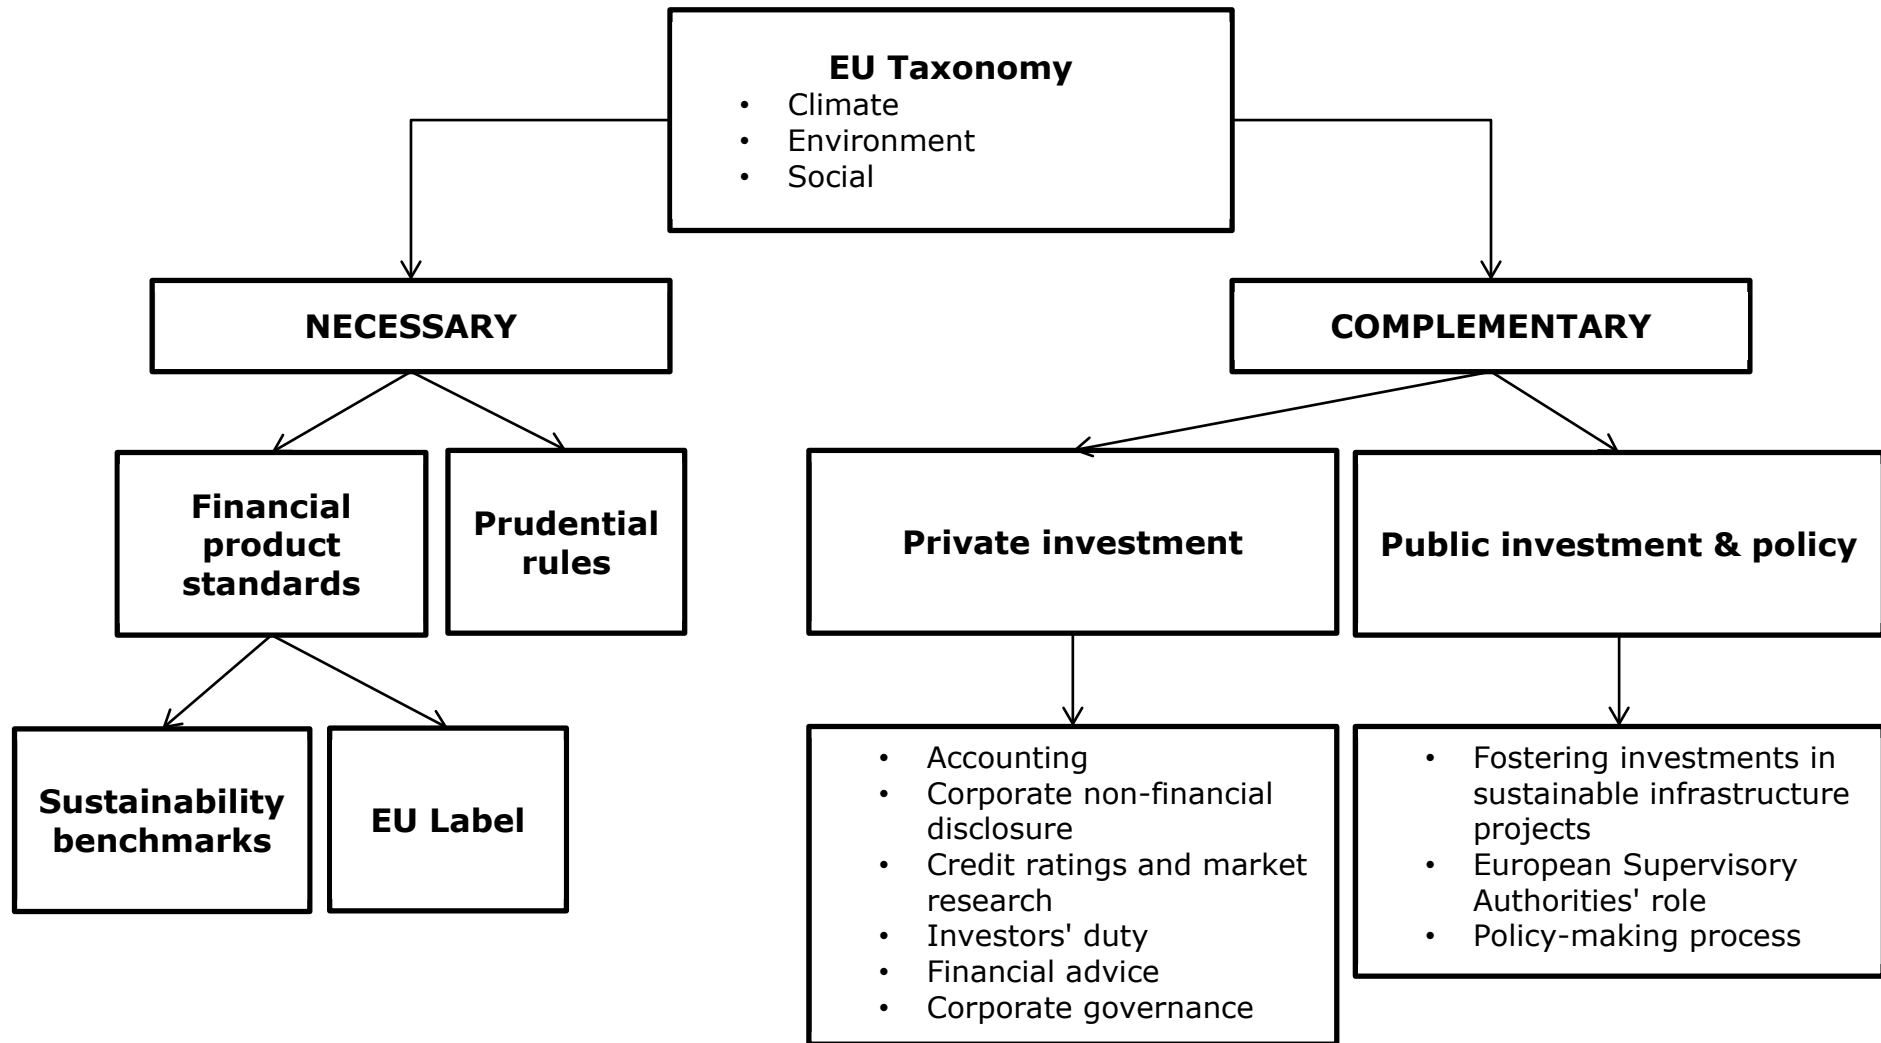 EU Taxonomy
• Climate
• Environment
• Social
NECESSARY
COMPLEMENTARY
Financial
product
standards
Prudential
rules
Private investment
Public investment & policy
Sustainability
benchmarks
EU Label
• Accounting
• Corporate non-financial
disclosure
• Credit ratings and market
research
• Investors' duty
• Financial advice
• Corporate governance
• Fostering investments in
sustainable infrastructure
projects
• European Supervisory
Authorities' role
• Policy-making process